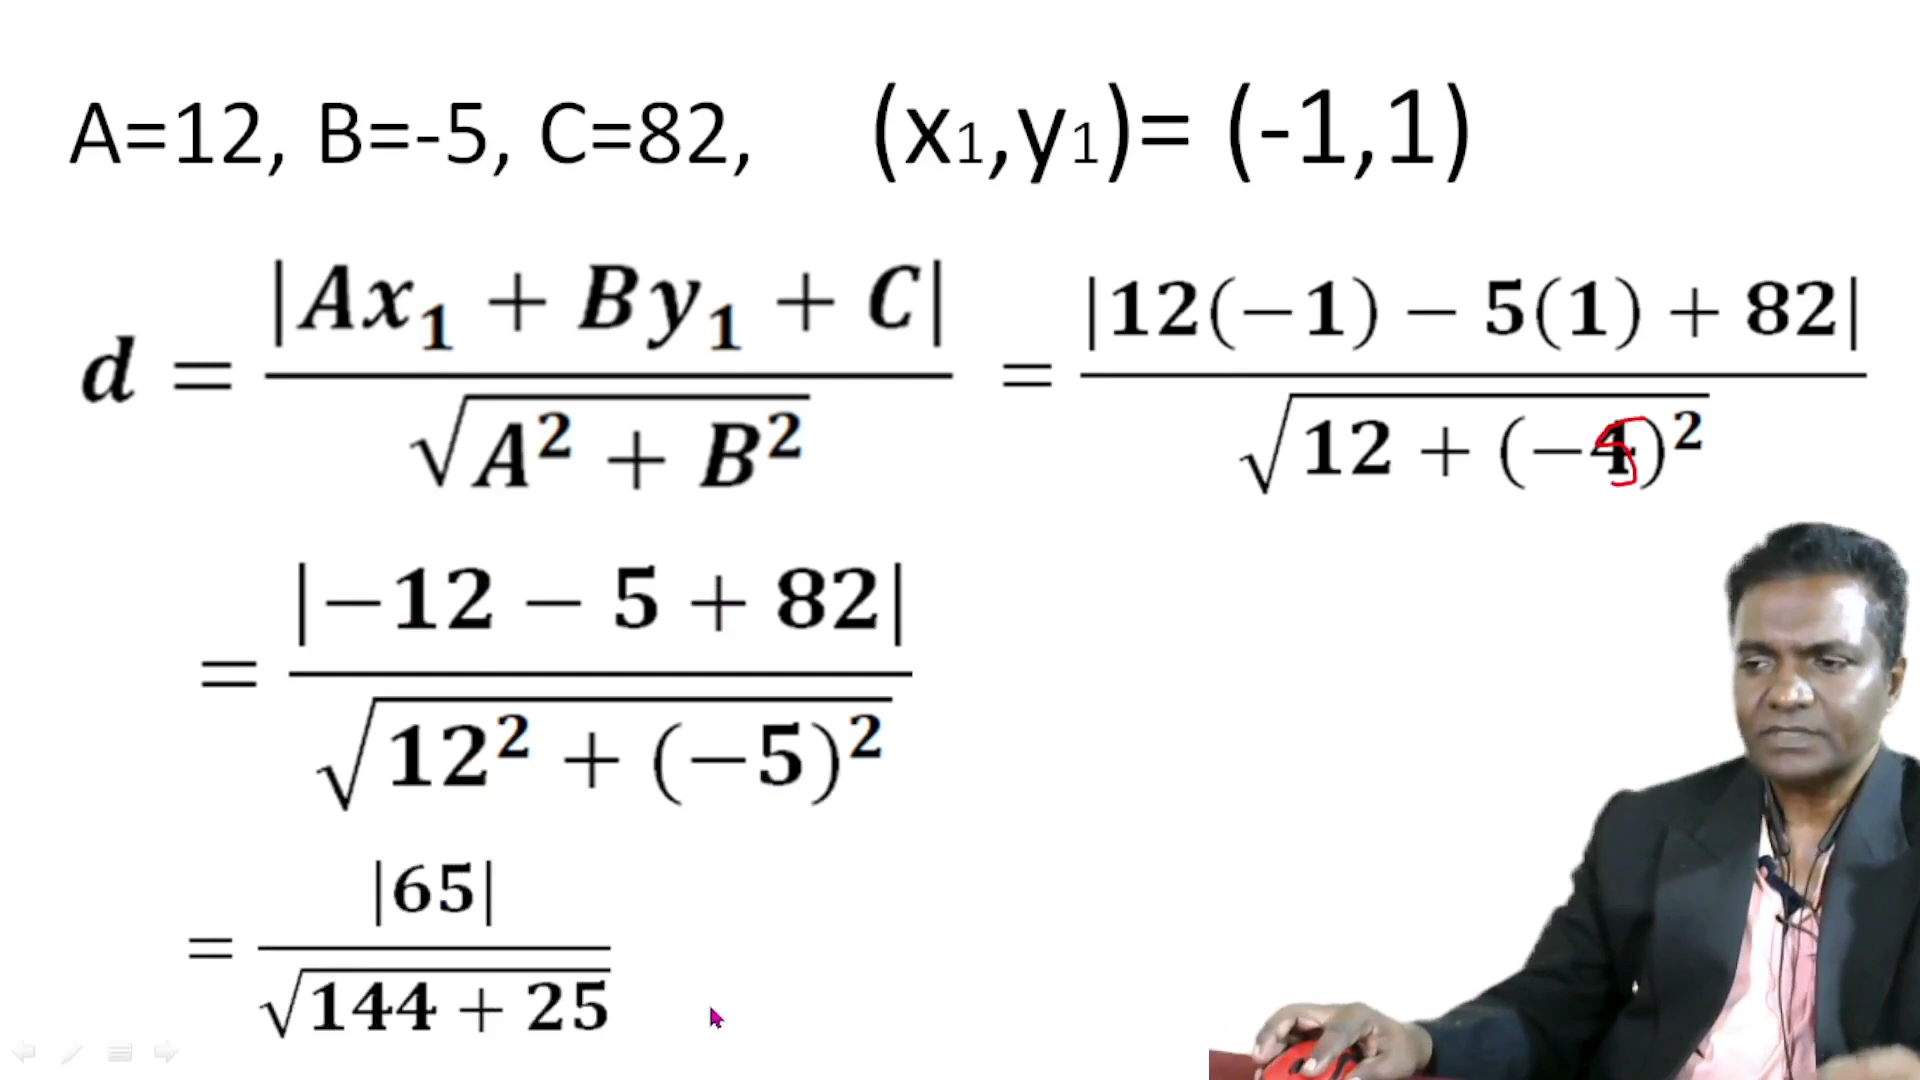 A=12, B=-5, C=82, (x₁,y₁)= (-1,1)
d = |Ax₁ + By₁ + C| / √(A² + B²) = |12(−1) − 5(1) + 82| / √(12 + (−5)²)
= |−12 − 5 + 82| / √(12² + (−5)²)
= |65| / √(144 + 25)